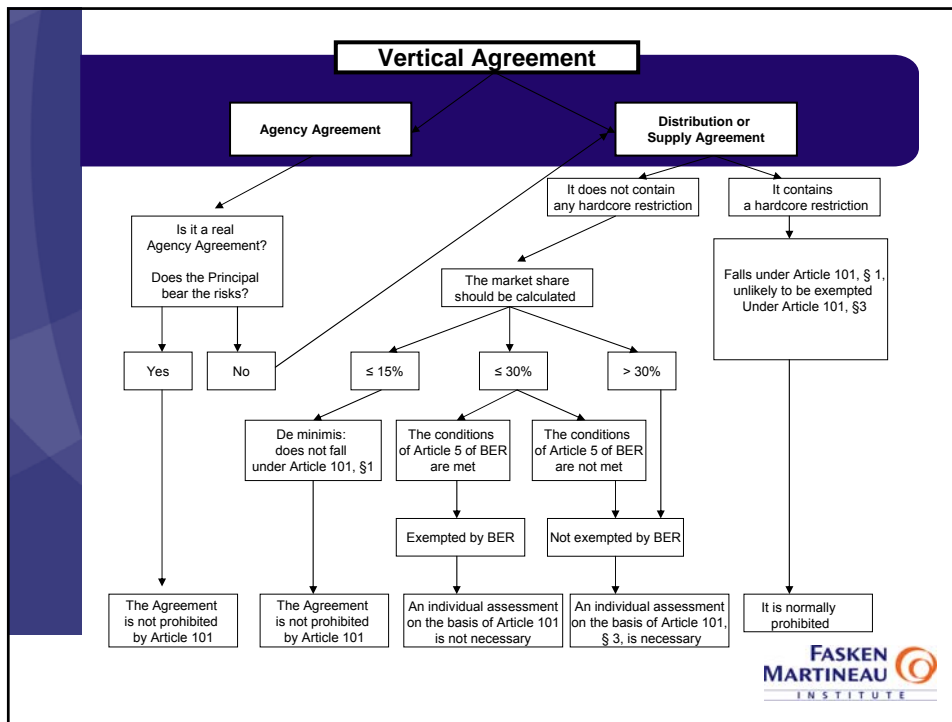 Vertical Agreement
Agency Agreement
Distribution or
Supply Agreement
It does not contain
any hardcore restriction
It contains
a hardcore restriction
Is it a real
Agency Agreement?
Does the Principal
bear the risks?
The market share
should be calculated
Falls under Article 101, § 1,
unlikely to be exempted
Under Article 101, §3
Yes
No
≤ 15%
≤ 30%
> 30%
De minimis:
does not fall
under Article 101, §1
The conditions
of Article 5 of BER
are met
The conditions
of Article 5 of BER
are not met
Exempted by BER
Not exempted by BER
The Agreement
is not prohibited
by Article 101
The Agreement
is not prohibited
by Article 101
An individual assessment
on the basis of Article 101
is not necessary
An individual assessment
on the basis of Article 101,
§ 3, is necessary
It is normally
prohibited
FASKEN
MARTINEAU
INSTITUTE